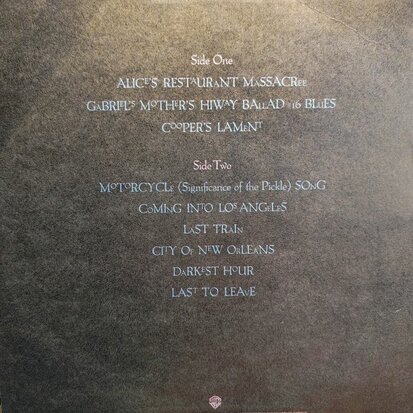 Side One
ALICE'S RESTAURANT MASSACREE
GABRIEL'S MOTHER'S HIWAY BALLAD #16 BLUES
COOPER'S LAMENT
Side Two
MOTORCYCLE (Significance of the Pickle) SONG
COMING INTO LOS ANGELES
LAST TRAIN
CITY OF NEW ORLEANS
DARKEST HOUR
LAST TO LEAVE